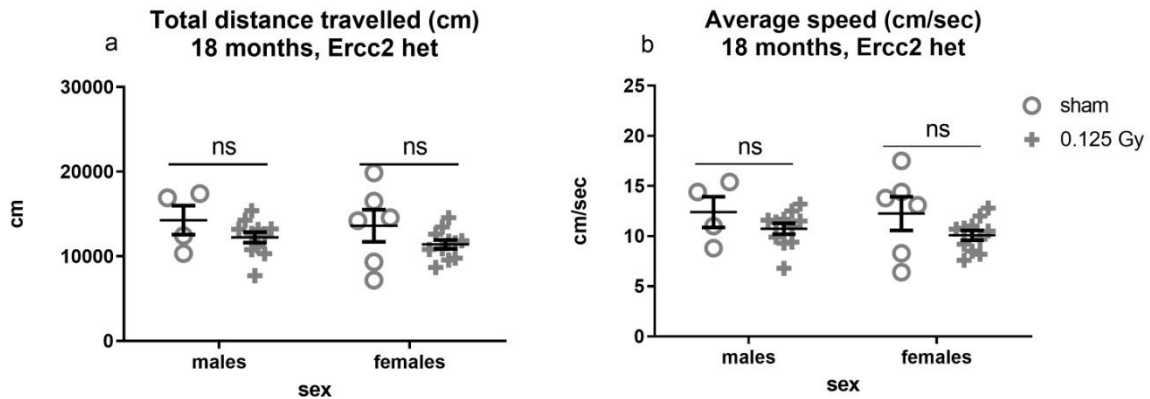 a
Total distance travelled (cm)
18 months, Ercc2 het
30000
20000
10000
0
cm
ns
ns
males
females
sex
b
Average speed (cm/sec)
18 months, Ercc2 het
25
20
15
10
5
0
cm/sec
ns
ns
males
females
sex
sham
0.125 Gy